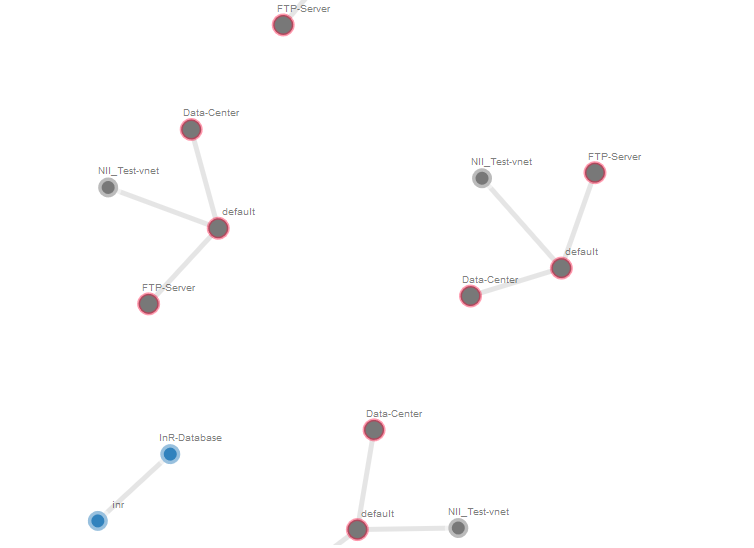 FTP-Server
Data-Center
NII_Test-vnet
default
FTP-Server
NII_Test-vnet
FTP-Server
default
Data-Center
Data-Center
InR-Database
inr
default
NII_Test-vnet